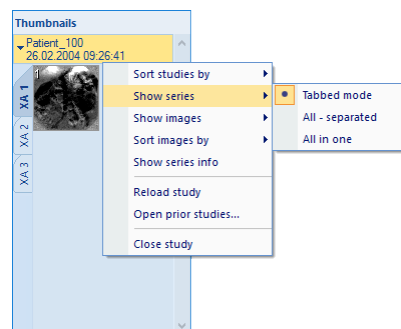 Thumbnails
Patient_100
26.02.2004 09:26:41
1
XA 1
XA 2
XA 3
Sort studies by
Show series
Show images
Sort images by
Show series info
Reload study
Open prior studies...
Close study
Tabbed mode
All - separated
All in one